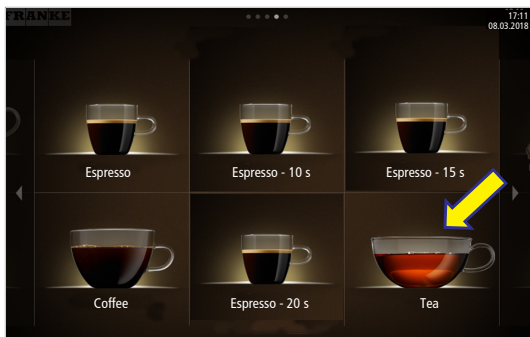 FRANKE
17:11
08.03.2018
Espresso
Espresso - 10 s
Espresso - 15 s
Coffee
Espresso - 20 s
Tea